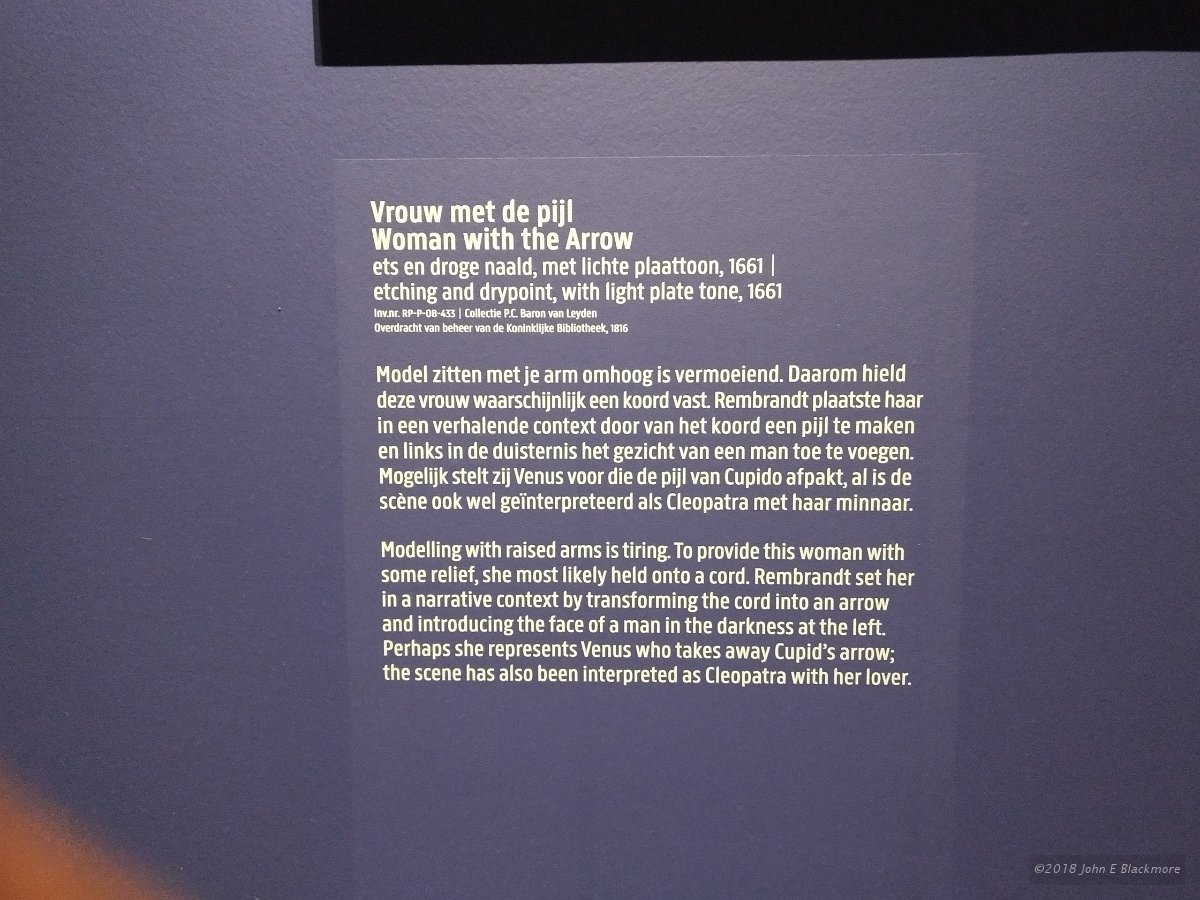 Vrouw met de pijl
Woman with the Arrow
ets en droge naald, met lichte plaattoon, 1661 |
etching and drypoint, with light plate tone, 1661
Inv.nr. RP-P-OB-433 | Collectie P.C. Baron van Leyden
Overdracht van beheer van de Koninklijke Bibliotheek, 1816
Model zitten met je arm omhoog is vermoeiend. Daarom hield
deze vrouw waarschijnlijk een koord vast. Rembrandt plaatste haar
in een verhalende context door van het koord een pijl te maken
en links in de duisternis het gezicht van een man toe te voegen.
Mogelijk stelt zij Venus voor die de pijl van Cupido afpakt, al is de
scène ook wel geïnterpreteerd als Cleopatra met haar minnaar.
Modelling with raised arms is tiring. To provide this woman with
some relief, she most likely held onto a cord. Rembrandt set her
in a narrative context by transforming the cord into an arrow
and introducing the face of a man in the darkness at the left.
Perhaps she represents Venus who takes away Cupid's arrow;
the scene has also been interpreted as Cleopatra with her lover.
©2018 John E Blackmore